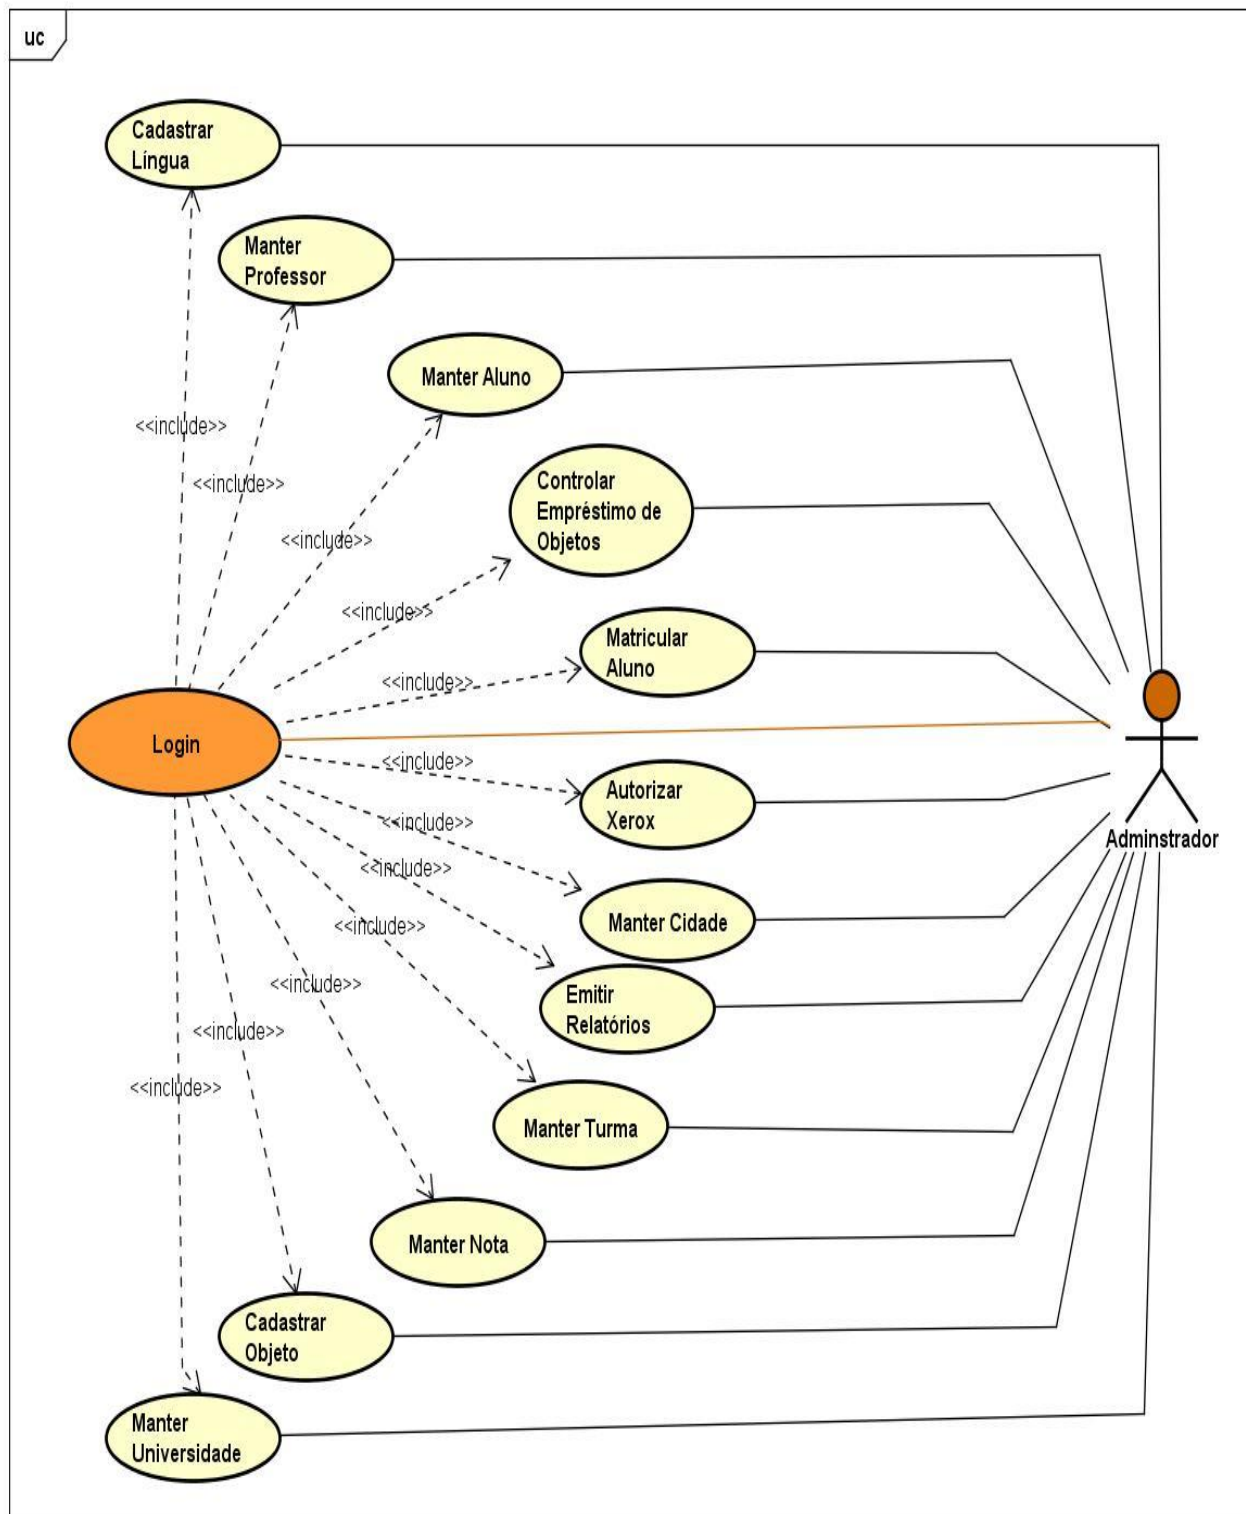 uc
Cadastrar
Língua
Manter
Professor
Manter Aluno
<<include>>
Controlar
Empréstimo de
Objetos
<<include>>
<<include>>
<<include>>
Matricular
Aluno
<<include>>
Login
<<include>>
Autorizar
Xerox
<<include>>
Adminstrador
<<include>>
Manter Cidade
<<include>>
Emitir
Relatórios
<<include>>
<<include>>
<<include>>
Manter Turma
Manter Nota
Cadastrar
Objeto
Manter
Universidade